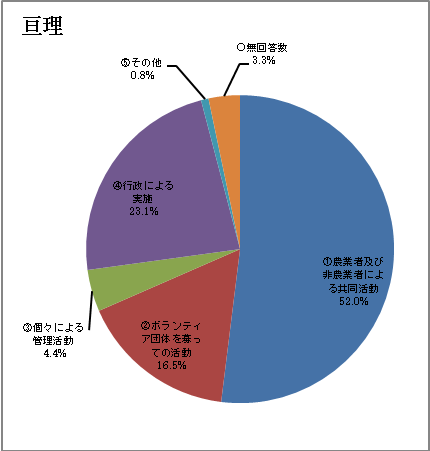 亘理
〇無回答数
3.3%
⑤その他
0.8%
④行政による
実施
23.1%
①農業者及び
非農業者によ
る共同活動
52.0%
③個々による
管理活動
4.4%
②ボランティ
ア団体を募っ
ての活動
16.5%